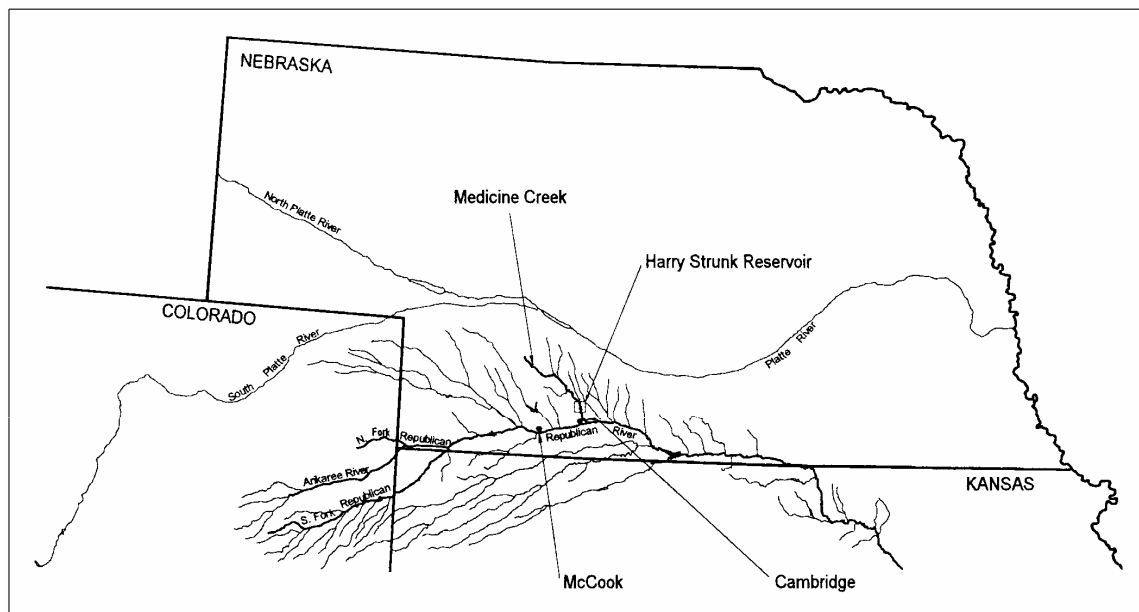 NEBRASKA
Medicine Creek
North Platte River
Harry Strunk Reservoir
COLORADO
South Platte River
Platte River
N. Fork Republican
Republican River
Arikaree River
S. Fork Republican
KANSAS
McCook
Cambridge